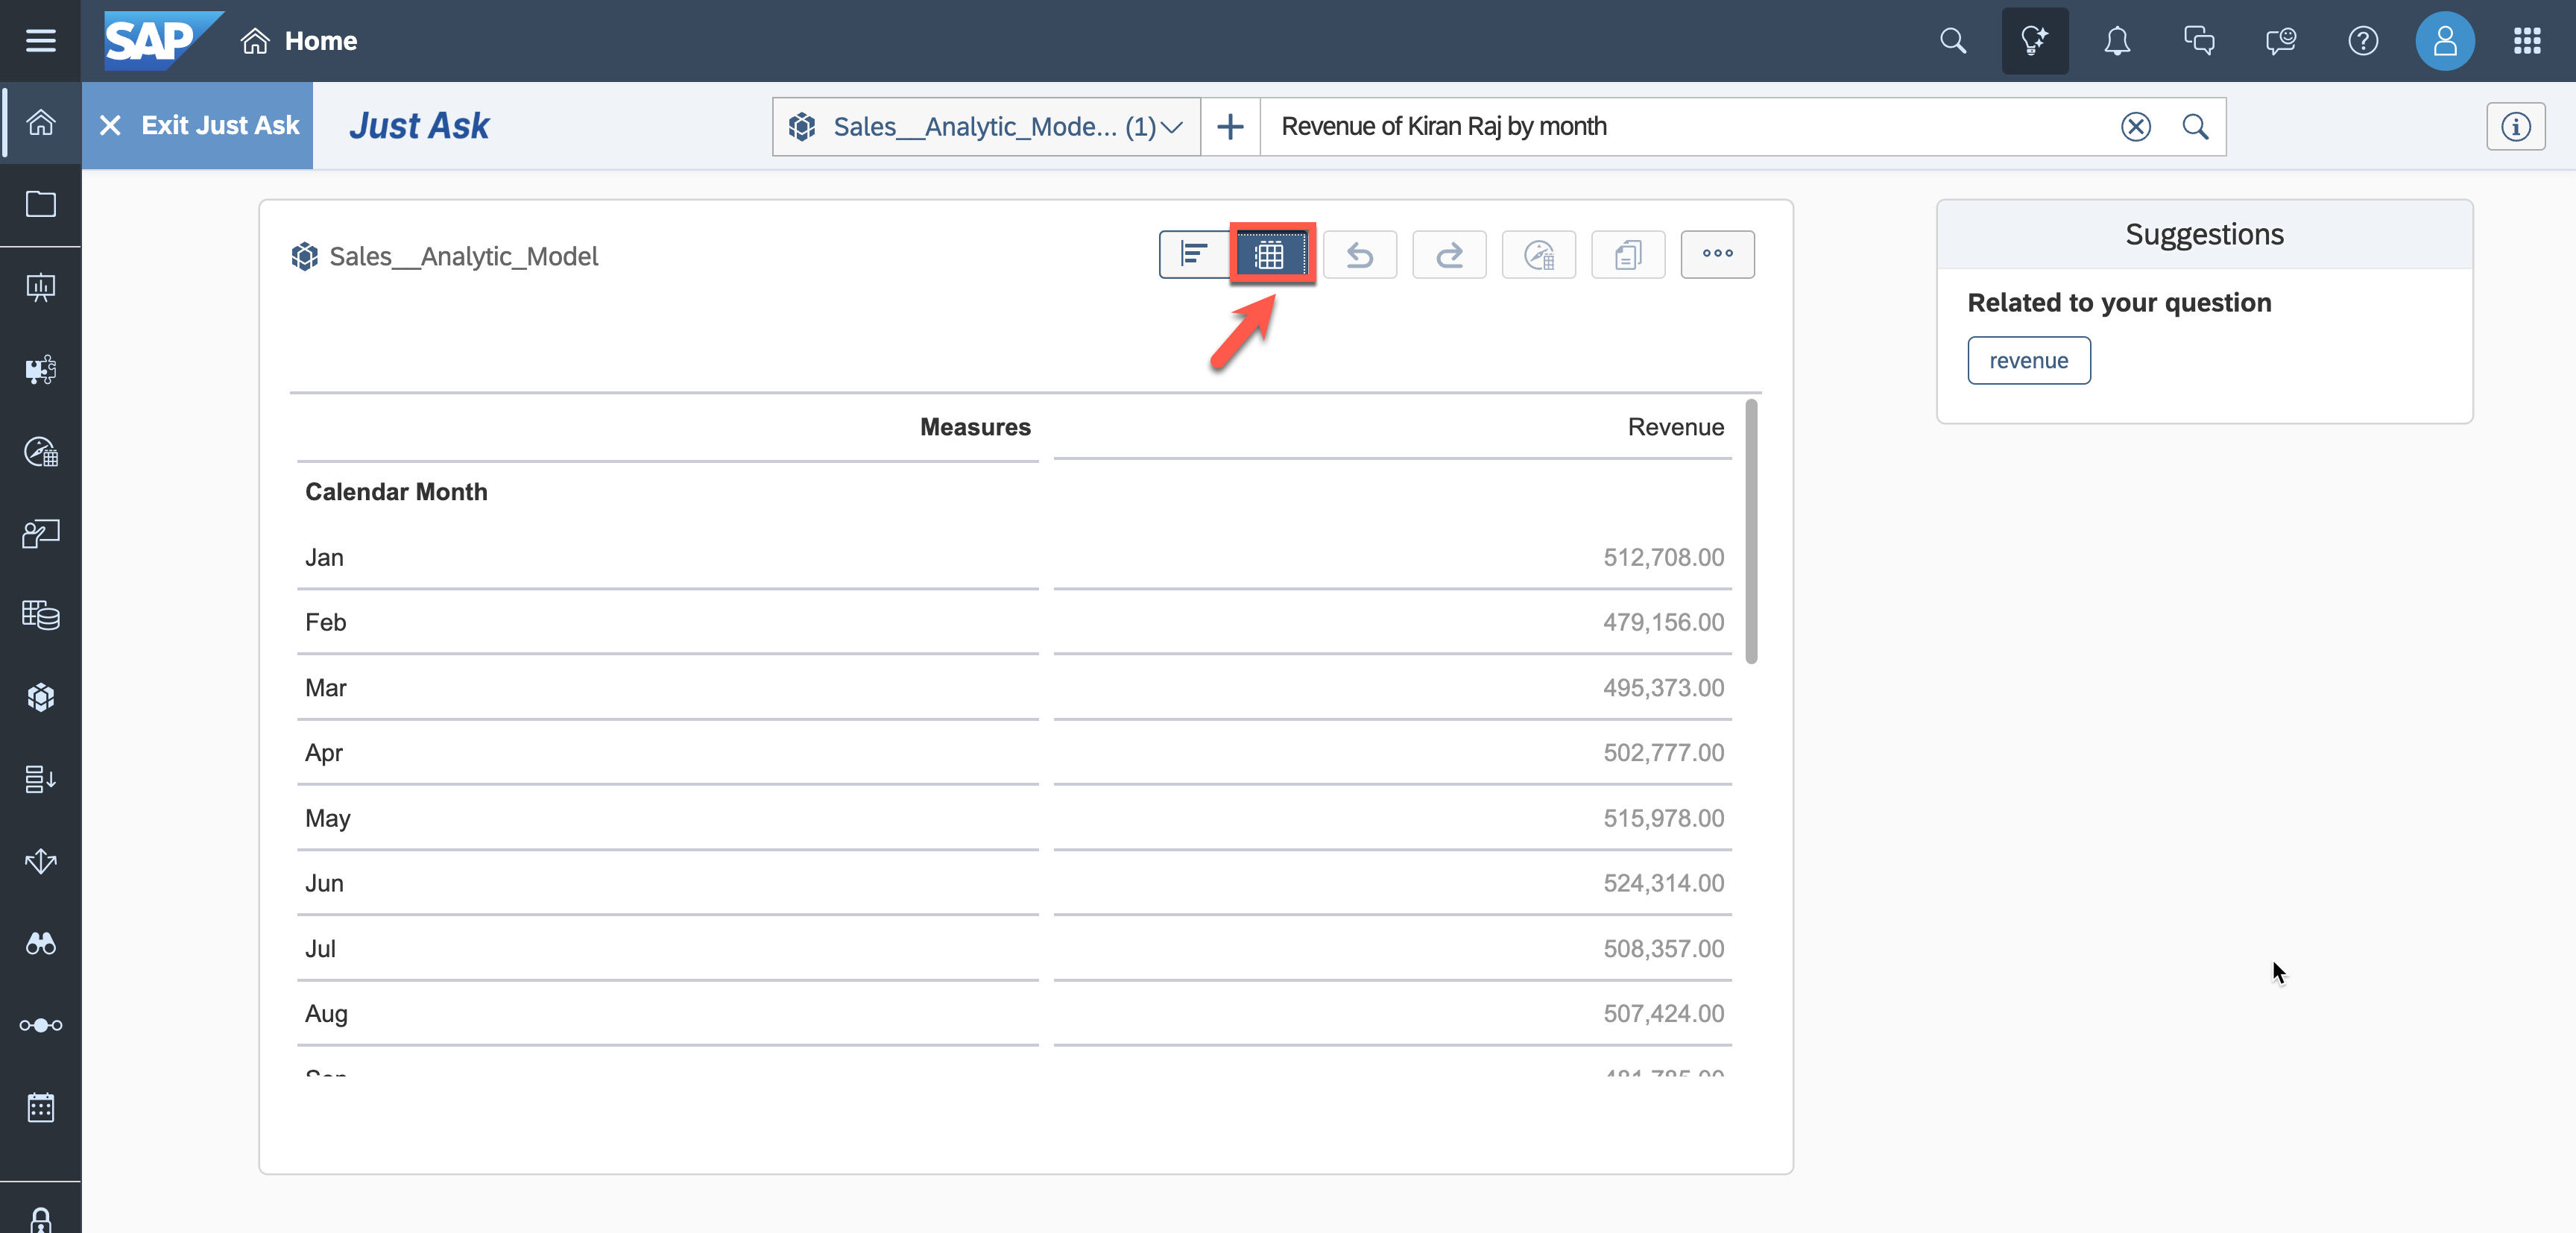 SAP Home
Exit Just Ask
Just Ask
Sales__Analytic_Mode... (1)
Revenue of Kiran Raj by month
Sales__Analytic_Model
Measures Revenue
Calendar Month
Jan 512,708.00
Feb 479,156.00
Mar 495,373.00
Apr 502,777.00
May 515,978.00
Jun 524,314.00
Jul 508,357.00
Aug 507,424.00
Suggestions
Related to your question
revenue